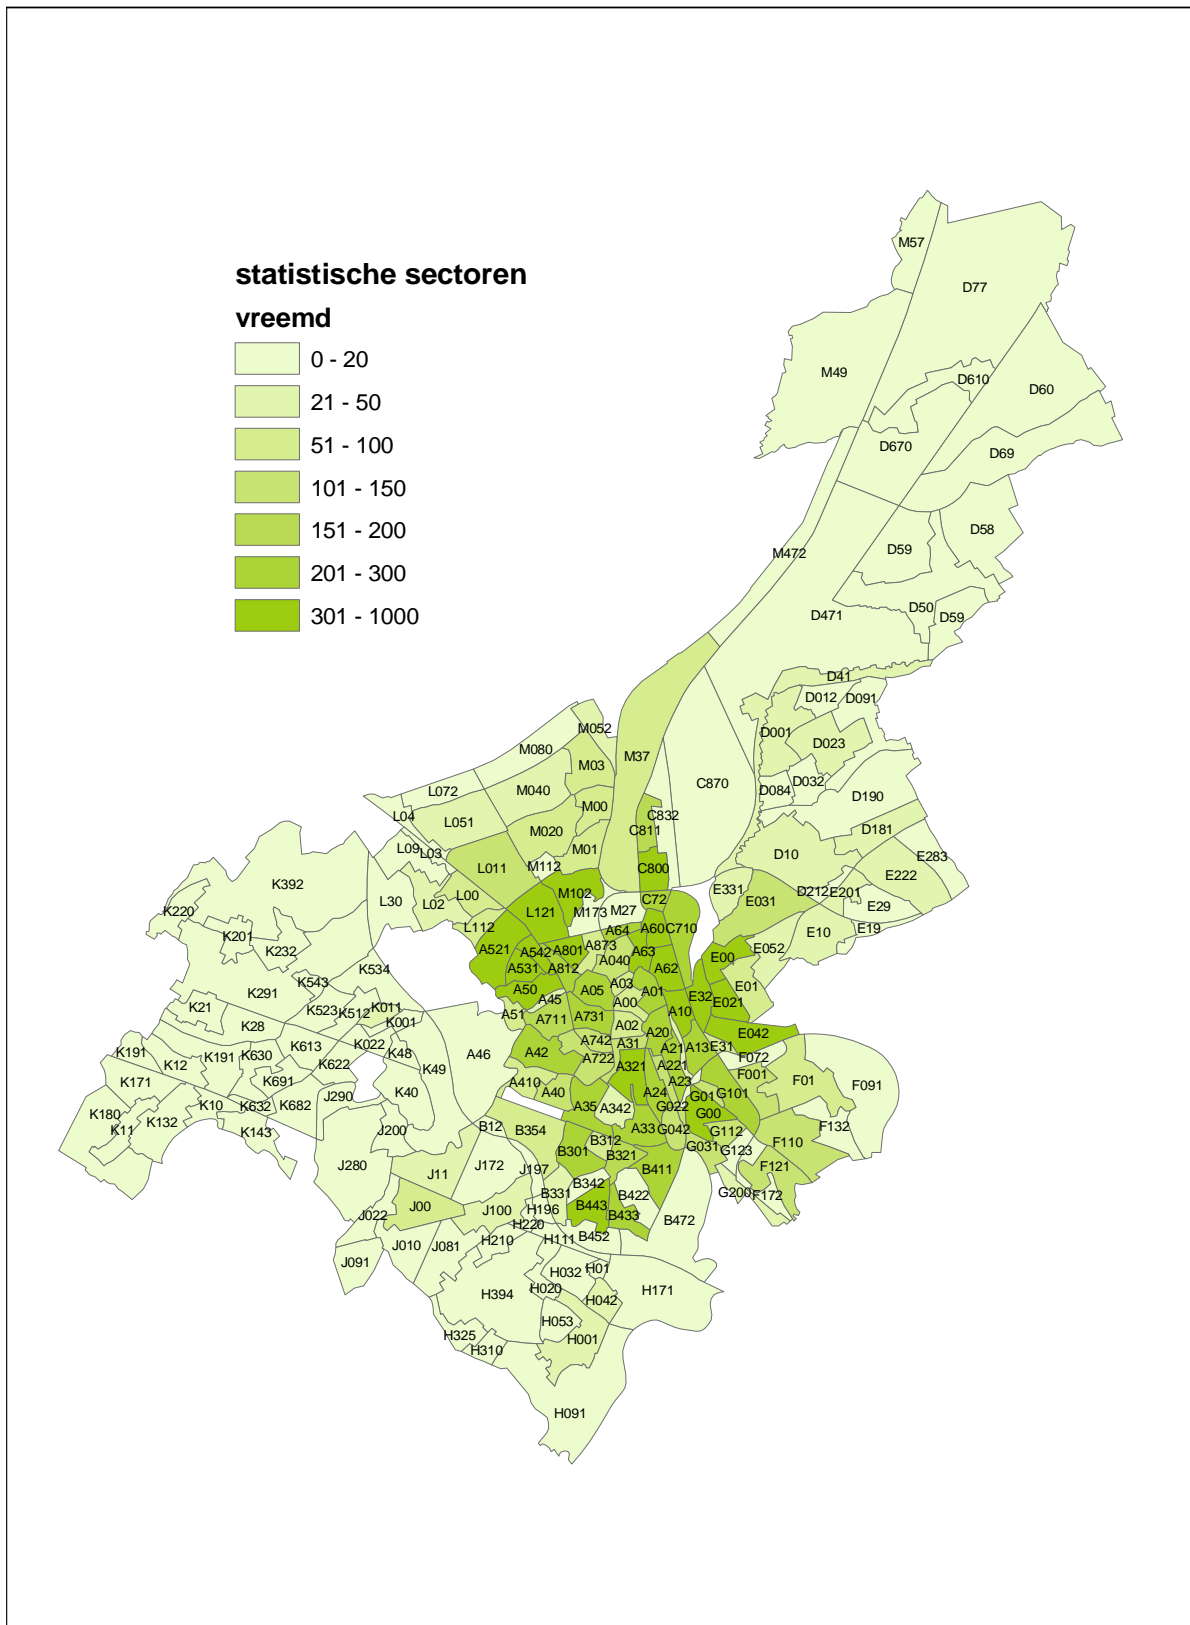 statistische sectoren
vreemd
0 - 20
21 - 50
51 - 100
101 - 150
151 - 200
201 - 300
301 - 1000
M57
D77
M49
D610
D60
D670
D69
D58
M472
D59
D50
D59
D471
D41
D012
D091
M052
D001
D023
M080
M03
M37
C870
D032
D084
D190
L072
M040
M00
C832
L04
L051
M020
C811
D181
L09
L03
M01
D10
E283
L011
M112
C800
E222
K392
M102
E331
D212
E201
L30
L02
L00
L121
M173
M27
C72
E031
E29
K220
L112
A64
A60
C710
E10
E19
K201
K232
A521
A542
A801
A873
A63
E052
E00
K534
A531
A812
A040
A62
K543
A50
A05
A03
A01
E32
E01
K291
A45
A00
E021
K21
K523
K512
K011
A51
A711
A731
A02
A20
A10
K28
K001
E042
K191
K12
K191
K630
K613
K022
K48
A46
A42
A742
A31
A21
A13
E31
K622
K49
A722
A321
A221
F072
K171
K691
A410
A40
A23
F001
F01
F091
K180
K11
K132
K10
K632
K682
J290
K40
A35
A342
A24
G022
G01
G101
K143
J200
B12
B354
B312
A33
G042
G00
G112
F132
J280
J11
J172
J197
B301
B321
B411
G031
G123
F110
B342
F121
J022
J00
J100
B331
H196
B443
B422
B433
B472
G200
F172
H220
J010
J081
H210
H111
B452
J091
H032
H01
H394
H020
H042
H171
H325
H053
H310
H001
H091